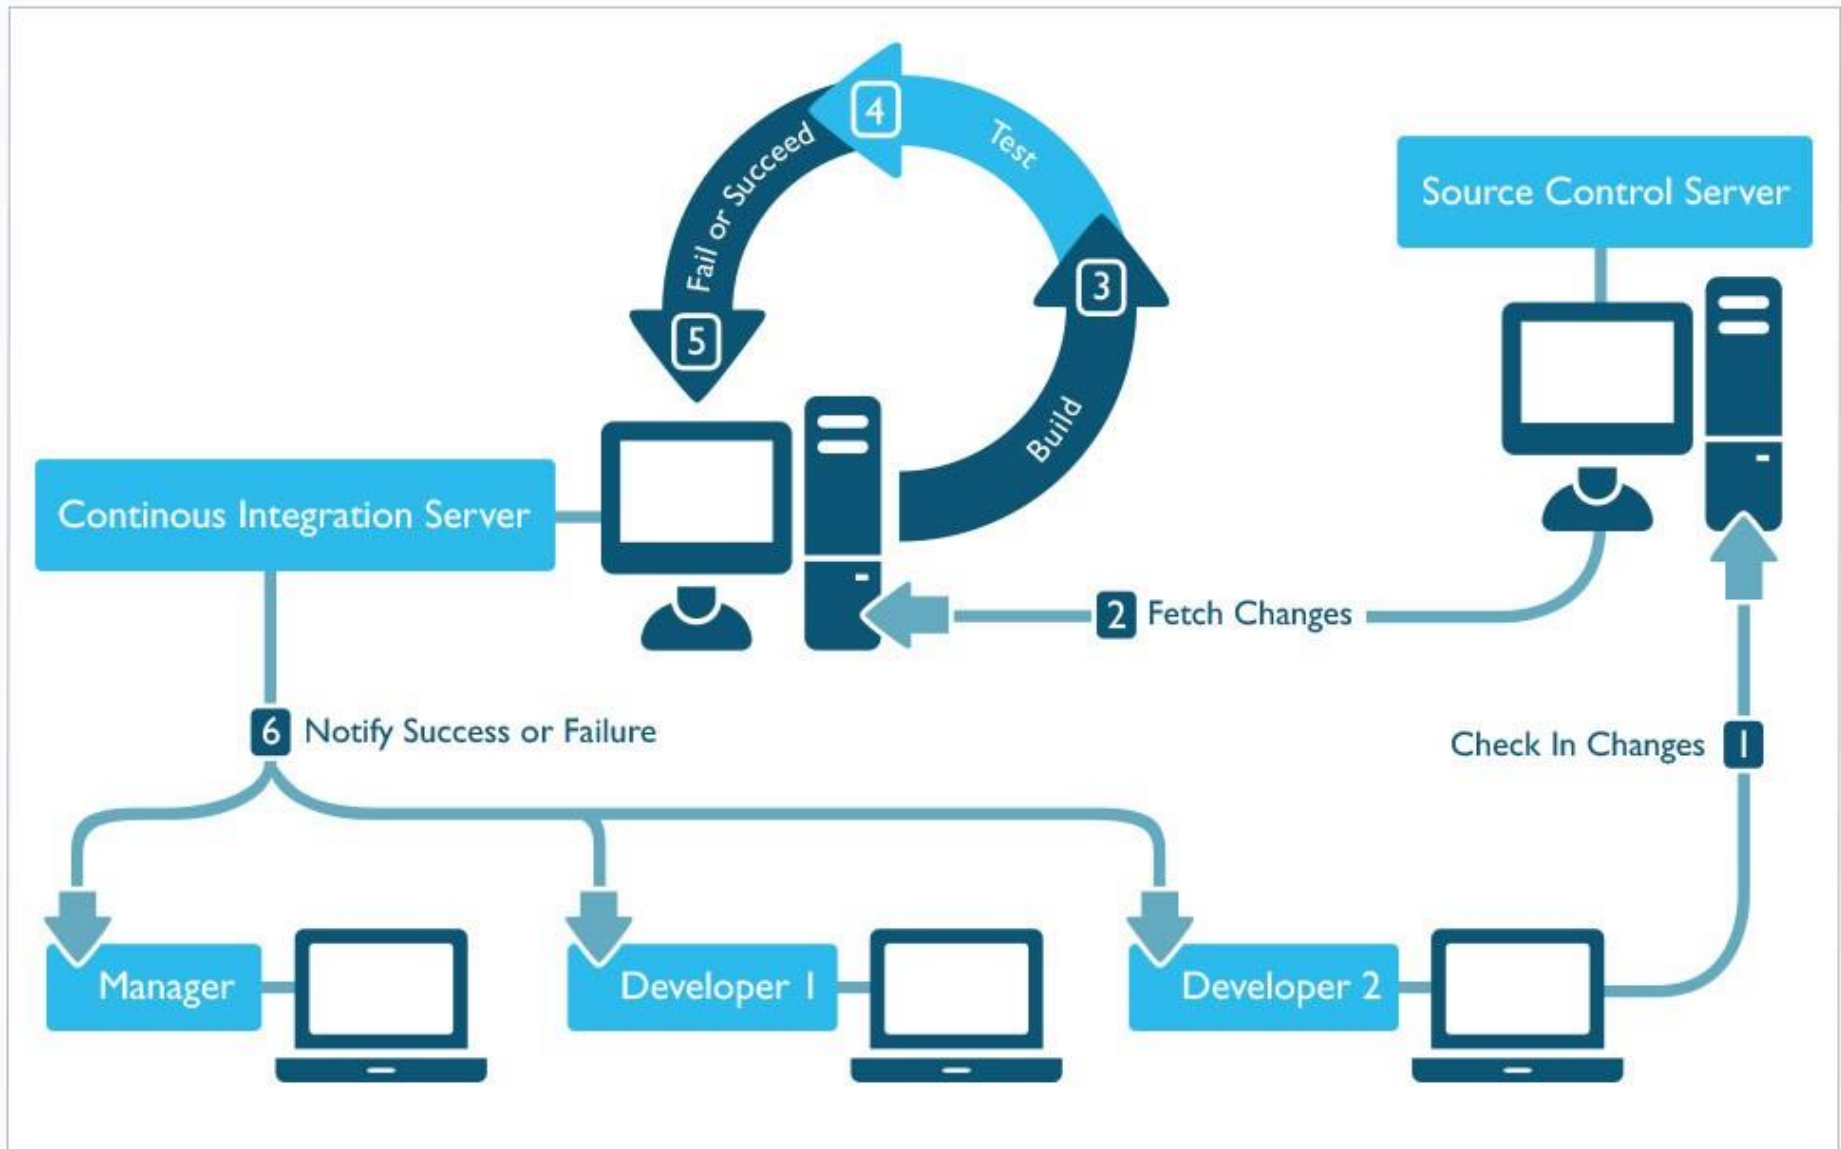 4
Test
Fail or Succeed
Source Control Server
3
5
Build
Continous Integration Server
2 Fetch Changes
6 Notify Success or Failure
Check In Changes 1
Manager
Developer 1
Developer 2